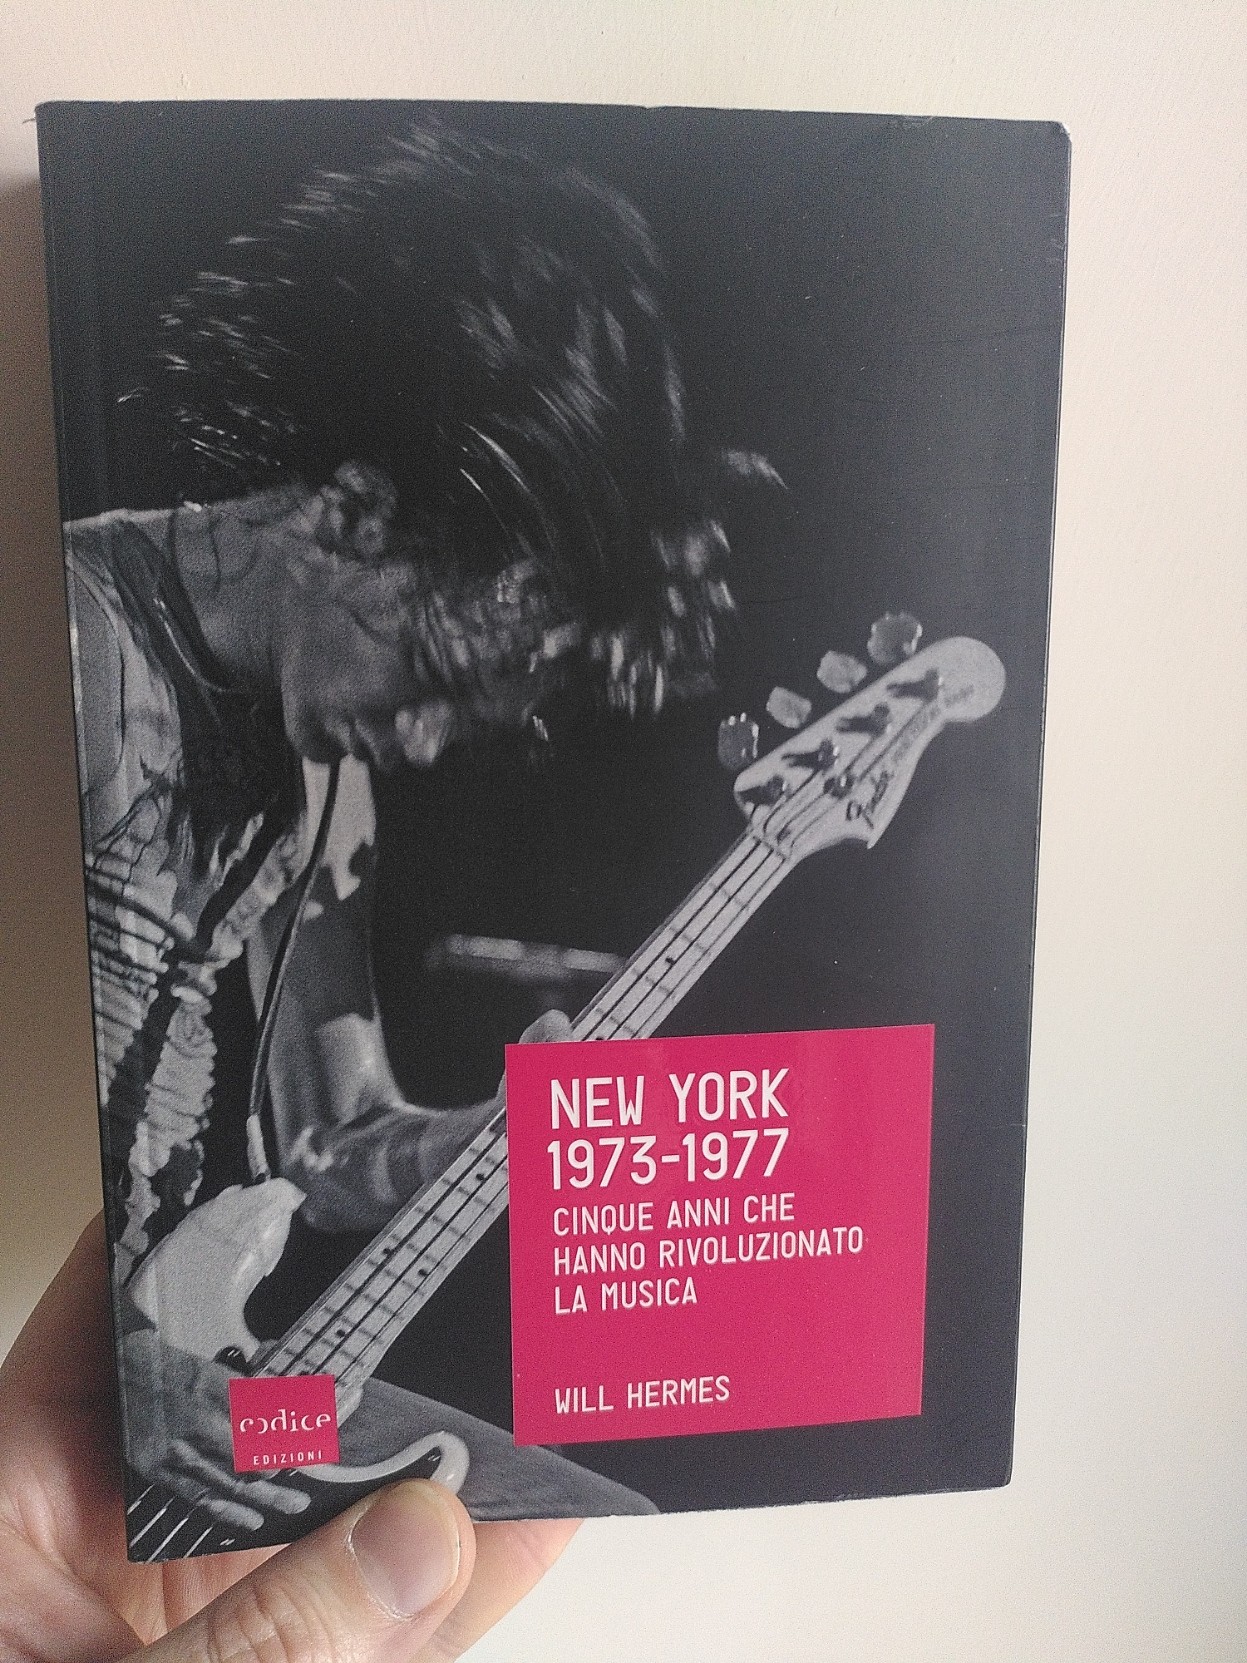 Fender
NEW YORK
1973-1977
CINQUE ANNI CHE
HANNO RIVOLUZIONATO
LA MUSICA
WILL HERMES
codice
EDIZIONI